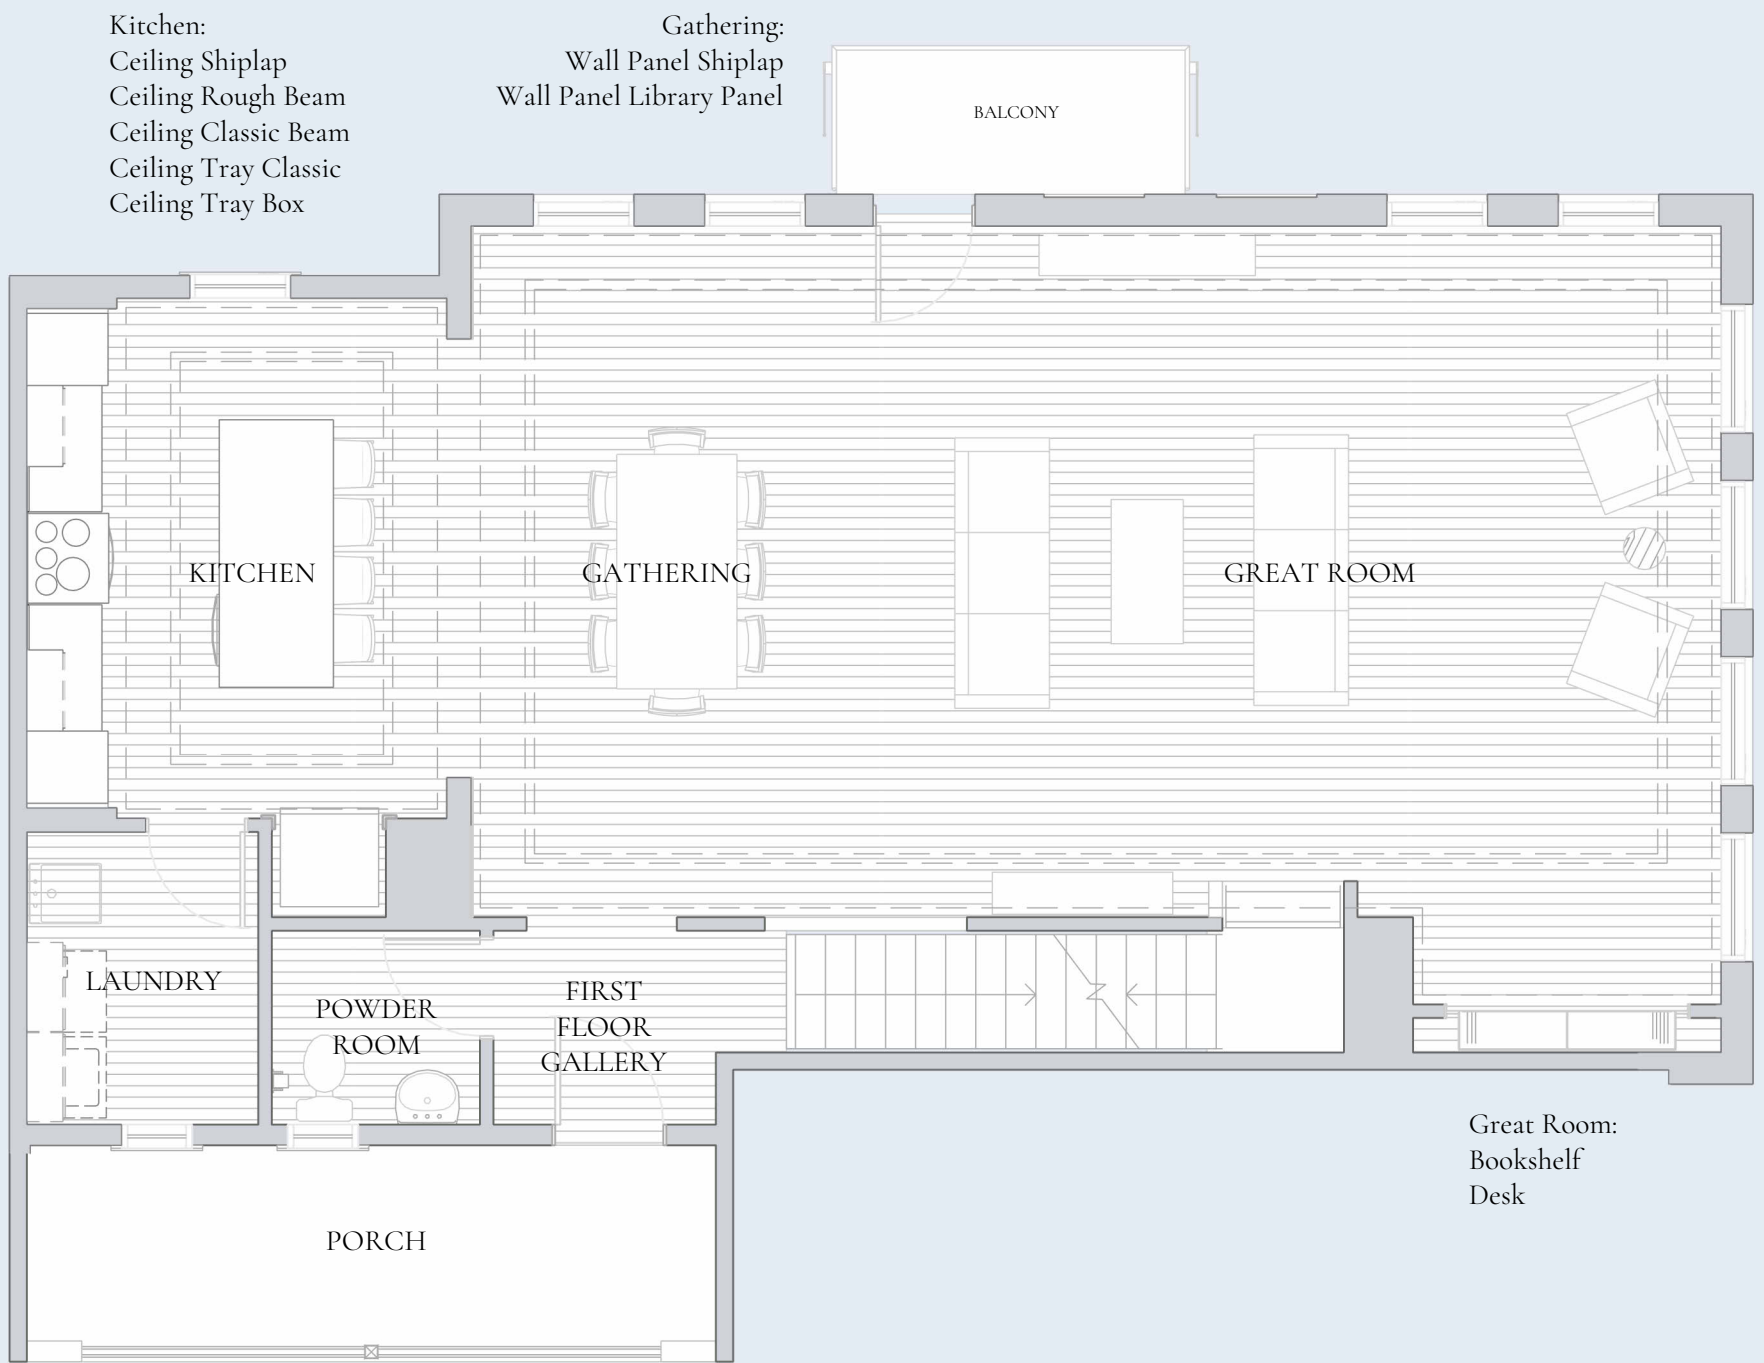 Kitchen:
Ceiling Shiplap
Ceiling Rough Beam
Ceiling Classic Beam
Ceiling Tray Classic
Ceiling Tray Box
Gathering:
Wall Panel Shiplap
Wall Panel Library Panel
BALCONY
KITCHEN
GATHERING
GREAT ROOM
LAUNDRY
POWDER
ROOM
FIRST
FLOOR
GALLERY
PORCH
Great Room:
Bookshelf
Desk